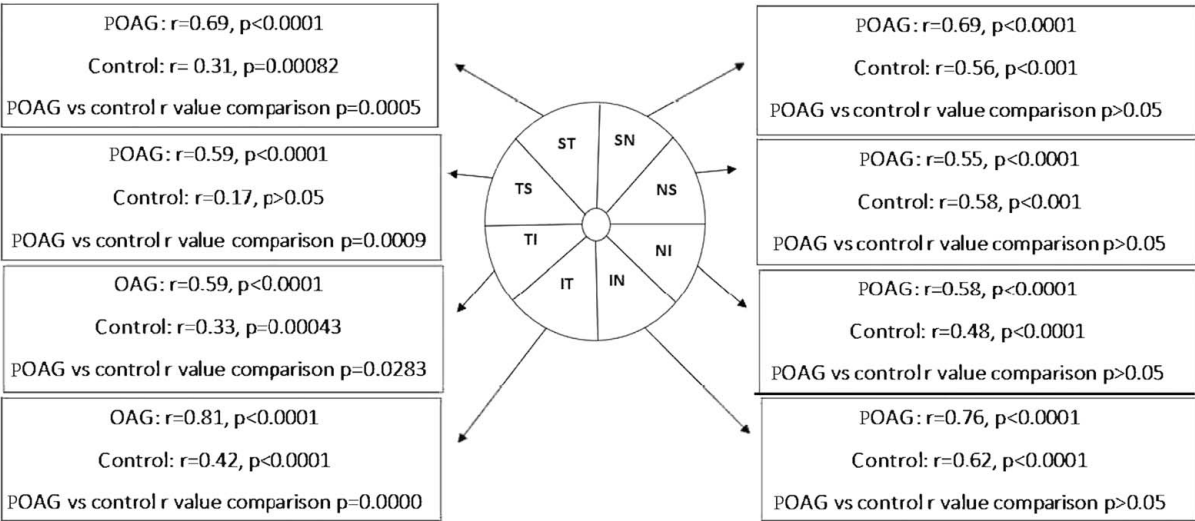 POAG: r=0.69, p<0.0001
Control: r= 0.31, p=0.00082
POAG vs control r value comparison p=0.0005
POAG: r=0.59, p<0.0001
Control: r=0.17, p>0.05
POAG vs control r value comparison p=0.0009
OAG: r=0.59, p<0.0001
Control: r=0.33, p=0.00043
POAG vs control r value comparison p=0.0283
OAG: r=0.81, p<0.0001
Control: r=0.42, p<0.0001
POAG vs control r value comparison p=0.0000
ST
SN
TS
NS
TI
NI
IT
IN
POAG: r=0.69, p<0.0001
Control: r=0.56, p<0.001
POAG vs control r value comparison p>0.05
POAG: r=0.55, p<0.0001
Control: r=0.58, p<0.001
POAG vs control r value comparison p>0.05
POAG: r=0.58, p<0.0001
Control: r=0.48, p<0.0001
POAG vs control r value comparison p>0.05
POAG: r=0.76, p<0.0001
Control: r=0.62, p<0.0001
POAG vs control r value comparison p>0.05